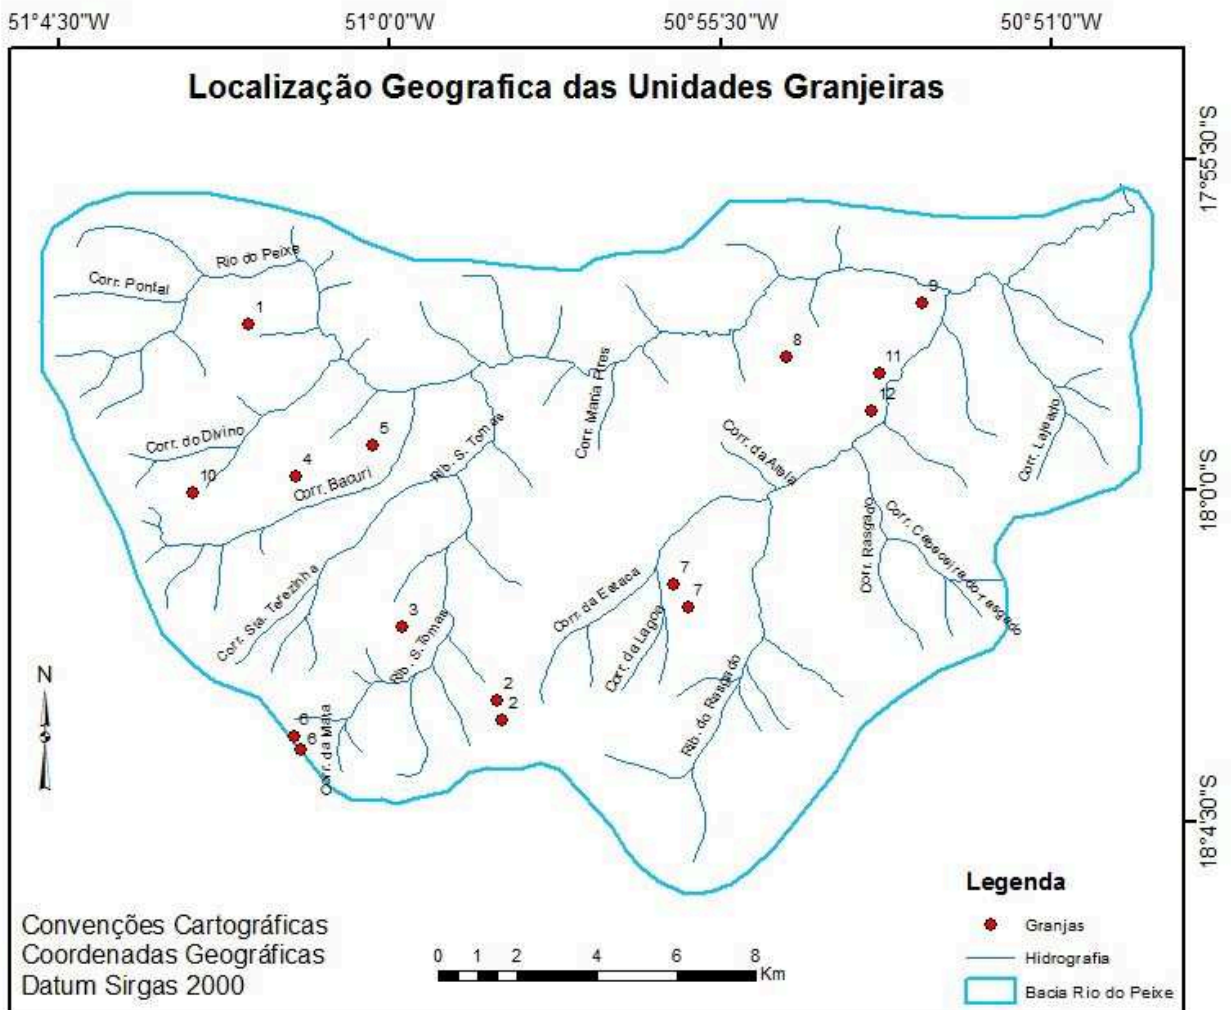 51°4'30"W
51°0'0"W
50°55'30"W
50°51'0"W
Localização Geografica das Unidades Granjeiras
17°55'30"S
Rio do Peixe
Corr. Pontal
1
9
8
11
12
Corr. Maria Pires
Corr. Lajeado
Corr. do Divino
5
4
10
Corr. Bacuri
Rib. S. Tomas
Corr. da Areia
18°0'0"S
Corr. Rasgado
Corr. Cabeceira do rasgado
Corr. Sta. Terezinha
3
Rib. S. Tomas
Corr. da Estaca
7
7
Corr. da Lagoa
Rib. do Rasgado
2
2
6
6
Corr. da Mata
N
18°4'30"S
Legenda
Granjas
Hidrografia
Bacia Rio do Peixe
Convenções Cartográficas
Coordenadas Geográficas
Datum Sirgas 2000
0 1 2 4 6 8
Km